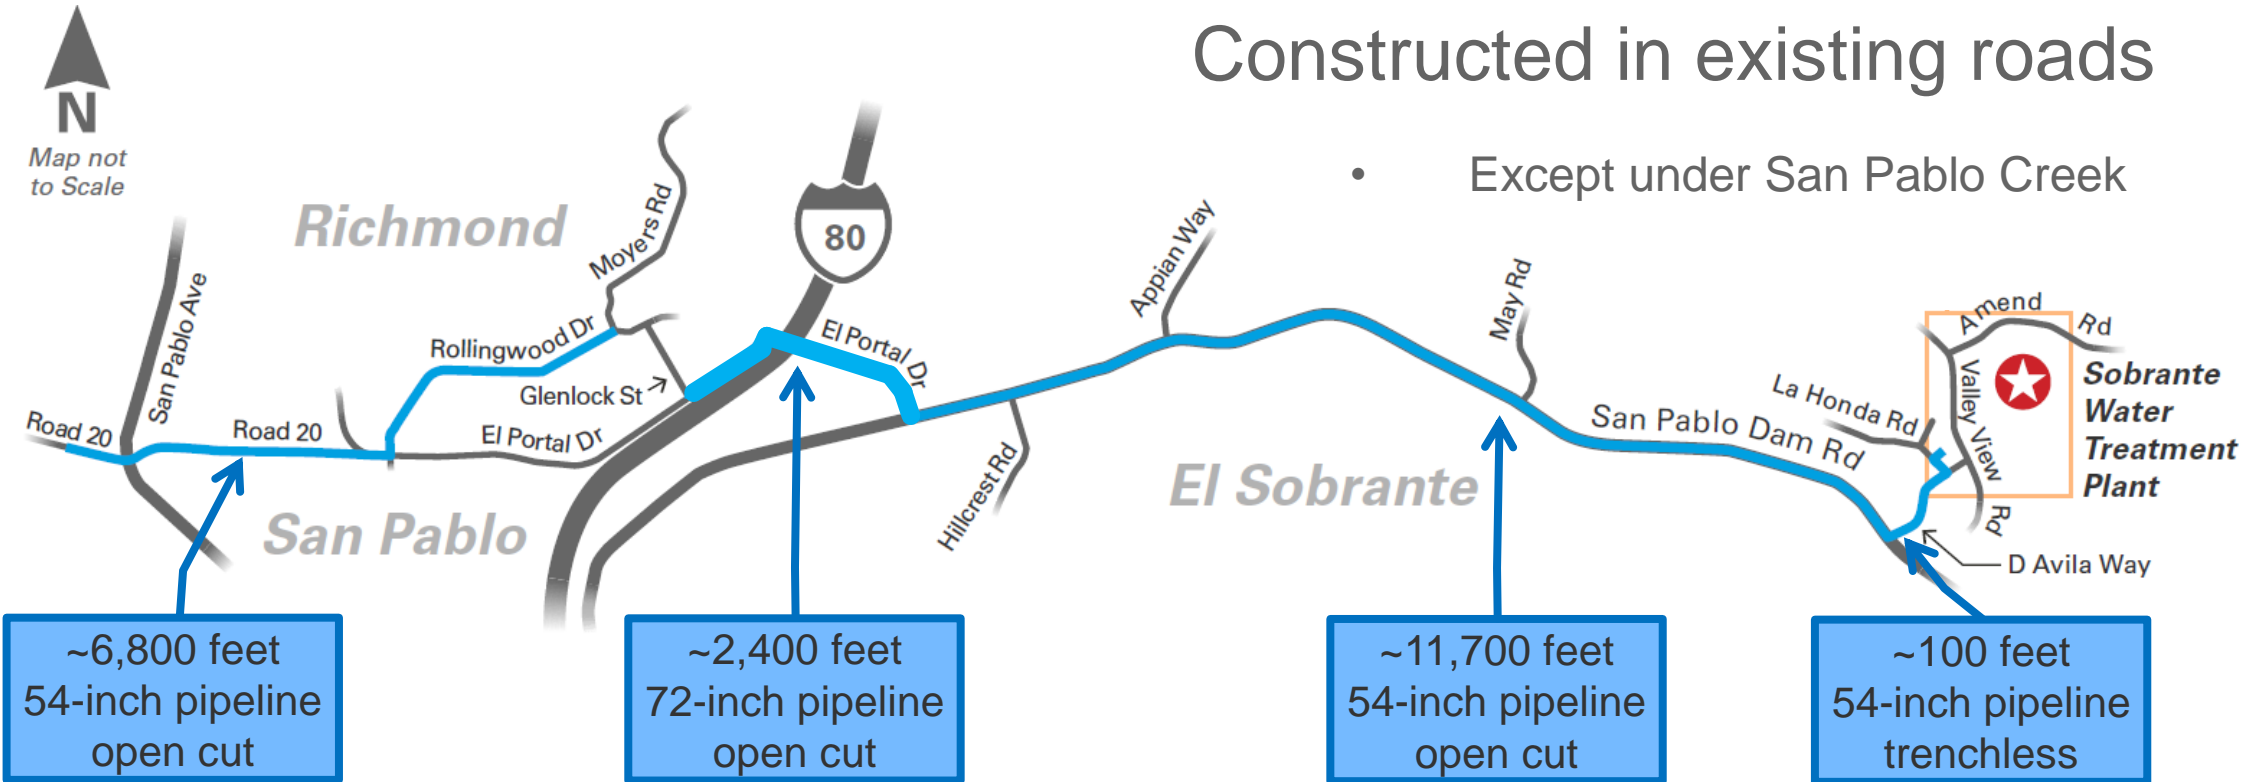 Constructed in existing roads
• Except under San Pablo Creek
N
Map not
to Scale
Richmond
San Pablo
El Sobrante
80
San Pablo Ave
Road 20
Road 20
Rollingwood Dr
Moyers Rd
Glenlock St
El Portal Dr
El Portal Dr
Hillcrest Rd
Appian Way
May Rd
San Pablo Dam Rd
La Honda Rd
Valley View Rd
Amend Rd
D Avila Way
Sobrante
Water
Treatment
Plant
~6,800 feet
54-inch pipeline
open cut
~2,400 feet
72-inch pipeline
open cut
~11,700 feet
54-inch pipeline
open cut
~100 feet
54-inch pipeline
trenchless